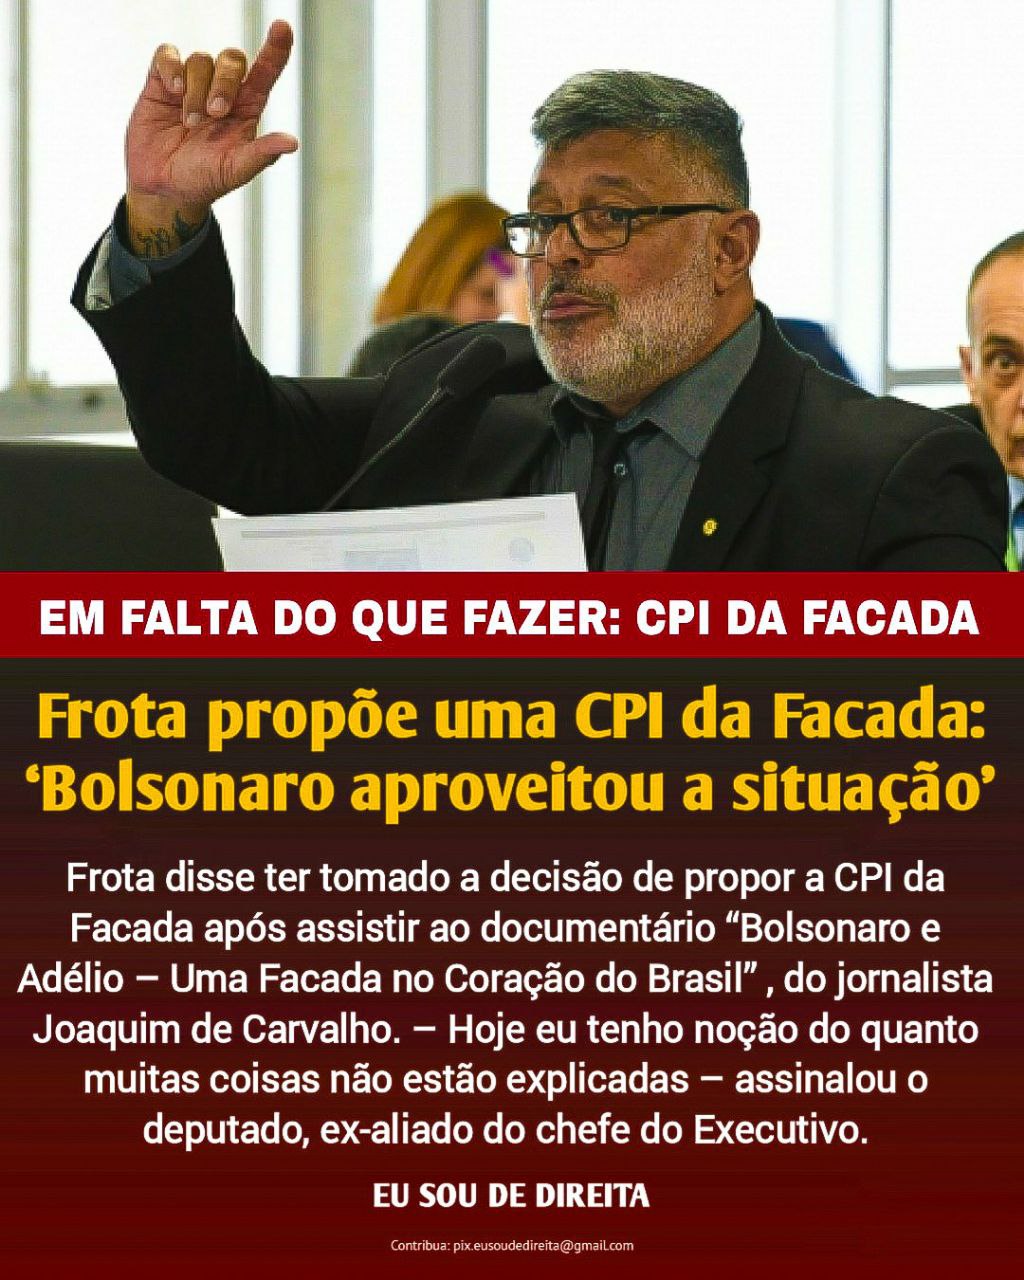 EM FALTA DO QUE FAZER: CPI DA FACADA
Frota propõe uma CPI da Facada:
‘Bolsonaro aproveitou a situação’
Frota disse ter tomado a decisão de propor a CPI da
Facada após assistir ao documentário “Bolsonaro e
Adélio – Uma Facada no Coração do Brasil” , do jornalista
Joaquim de Carvalho. – Hoje eu tenho noção do quanto
muitas coisas não estão explicadas – assinalou o
deputado, ex-aliado do chefe do Executivo.
EU SOU DE DIREITA
Contribua: pix.eusoudedireita@gmail.com